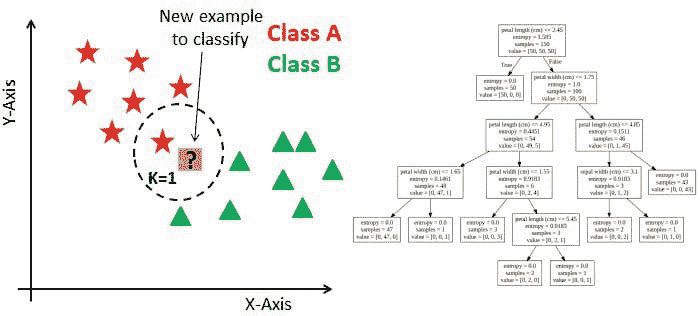 New example
to classify
Class A
Class B
Y-Axis
?
K=1
X-Axis
petal length (cm) <= 2.45
entropy = 1.585
samples = 150
value = [50, 50, 50]
True
False
entropy = 0.0
samples = 50
value = [50, 0, 0]
petal width (cm) <= 1.75
entropy = 1.0
samples = 100
value = [0, 50, 50]
petal length (cm) <= 4.95
entropy = 0.4451
samples = 54
value = [0, 49, 5]
petal length (cm) <= 4.85
entropy = 0.1511
samples = 46
value = [0, 1, 45]
petal width (cm) <= 1.65
entropy = 0.1461
samples = 48
value = [0, 47, 1]
petal width (cm) <= 1.55
entropy = 0.9183
samples = 6
value = [0, 2, 4]
sepal width (cm) <= 3.1
entropy = 0.9183
samples = 3
value = [0, 1, 2]
entropy = 0.0
samples = 43
value = [0, 0, 43]
entropy = 0.0
samples = 47
value = [0, 47, 0]
entropy = 0.0
samples = 1
value = [0, 0, 1]
entropy = 0.0
samples = 3
value = [0, 0, 3]
petal length (cm) <= 5.45
entropy = 0.9183
samples = 3
value = [0, 2, 1]
entropy = 0.0
samples = 2
value = [0, 0, 2]
entropy = 0.0
samples = 1
value = [0, 1, 0]
entropy = 0.0
samples = 2
value = [0, 2, 0]
entropy = 0.0
samples = 1
value = [0, 0, 1]